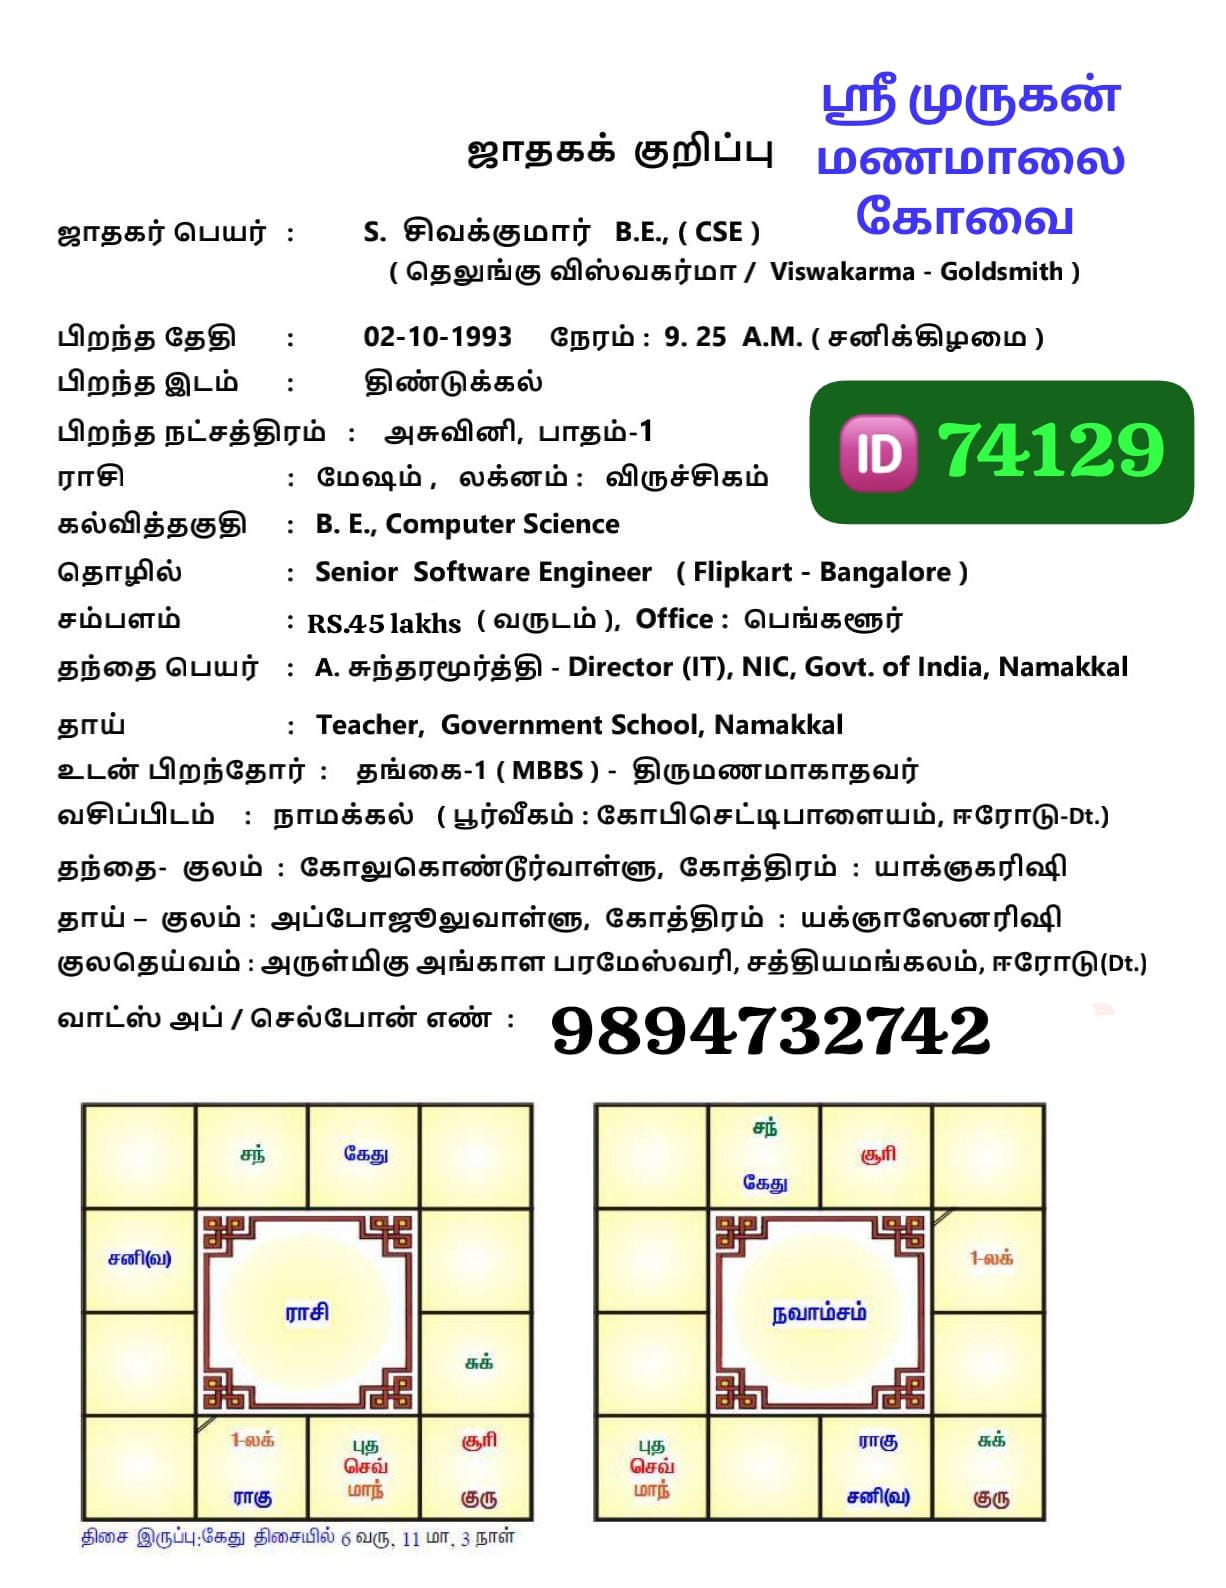 ஸ்ரீ முருகன்
மணமாலை
கோவை
ஜாதகக் குறிப்பு
ஜாதகர் பெயர் : S. சிவக்குமார் B.E., ( CSE )
( தெலுங்கு விஸ்வகர்மா / Viswakarma - Goldsmith )
பிறந்த தேதி : 02-10-1993 நேரம் : 9. 25 A.M. ( சனிக்கிழமை )
பிறந்த இடம் : திண்டுக்கல்
பிறந்த நட்சத்திரம் : அசுவினி, பாதம்-1
ராசி : மேஷம் , லக்னம் : விருச்சிகம்
ID 74129
கல்வித்தகுதி : B. E., Computer Science
தொழில் : Senior Software Engineer ( Flipkart - Bangalore )
சம்பளம் : RS.45 lakhs ( வருடம் ), Office : பெங்களூர்
தந்தை பெயர் : A. சுந்தரமூர்த்தி - Director (IT), NIC, Govt. of India, Namakkal
தாய் : Teacher, Government School, Namakkal
உடன் பிறந்தோர் : தங்கை-1 ( MBBS ) - திருமணமாகாதவர்
வசிப்பிடம் : நாமக்கல் ( பூர்வீகம் : கோபிசெட்டிபாளையம், ஈரோடு-Dt.)
தந்தை- குலம் : கோலுகொண்டூர்வாள்ளு, கோத்திரம் : யாக்ஞகரிஷி
தாய் – குலம் : அப்போஜூலுவாள்ளு, கோத்திரம் : யக்ஞாஸேனரிஷி
குலதெய்வம் : அருள்மிகு அங்காள பரமேஸ்வரி, சத்தியமங்கலம், ஈரோடு(Dt.)
வாட்ஸ் அப் / செல்போன் எண் : 9894732742
சந் கேது
சனி(வ)
ராசி
சுக்
1-லக் புத சூரி
செவ்
ராகு மாந் குரு
சந் சூரி
கேது
1-லக்
நவாம்சம்
புத ராகு சுக்
செவ்
மாந் சனி(வ) குரு
திசை இருப்பு:கேது திசையில் 6 வரு, 11 மா, 3 நாள்